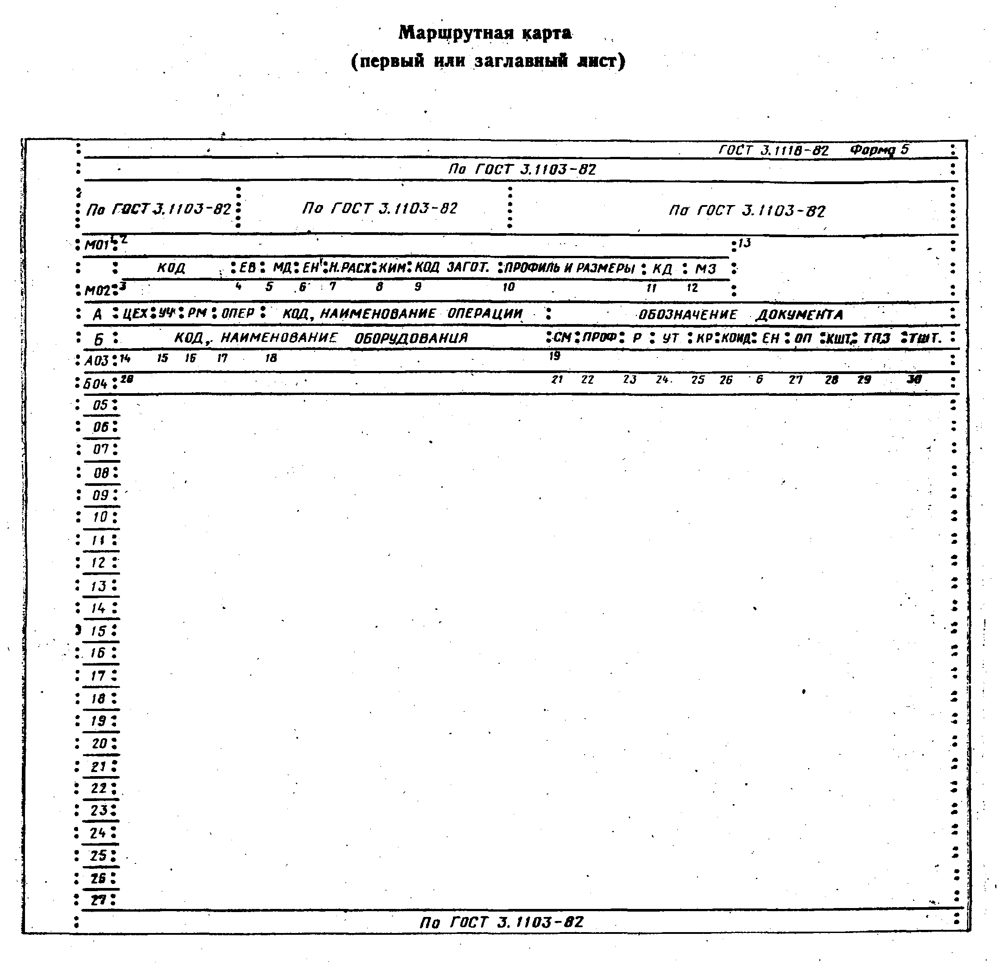 Маршрутная карта
(первый или заглавный лист)
ГОСТ 3.1118-82 Форма 5
По ГОСТ 3.1103-82
По ГОСТ 3.1103-82 По ГОСТ 3.1103-82 По ГОСТ 3.1103-82
М01 1 2 13
КОД ЕВ МД ЕН Н.РАСХ КИМ КОД ЗАГОТ. ПРОФИЛЬ И РАЗМЕРЫ КД МЗ
М02 3 4 5 6 7 8 9 10 11 12
А ЦЕХ УЧ РМ ОПЕР КОД, НАИМЕНОВАНИЕ ОПЕРАЦИИ ОБОЗНАЧЕНИЕ ДОКУМЕНТА
Б КОД, НАИМЕНОВАНИЕ ОБОРУДОВАНИЯ СМ ПРОФ Р УТ КР КОИД ЕН ОП КШТ ТПЗ ТШТ.
А03 14 15 16 17 18 19
Б04 20 21 22 23 24 25 26 6 27 28 29 30
05
06
07
08
09
10
11
12
13
14
15
16
17
18
19
20
21
22
23
24
25
26
27
По ГОСТ 3.1103-82